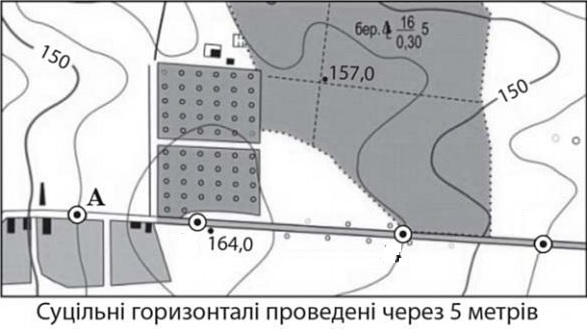 бер. 16/0,30 5
150
157,0
150
А
164,0
Суцільні горизонталі проведені через 5 метрів